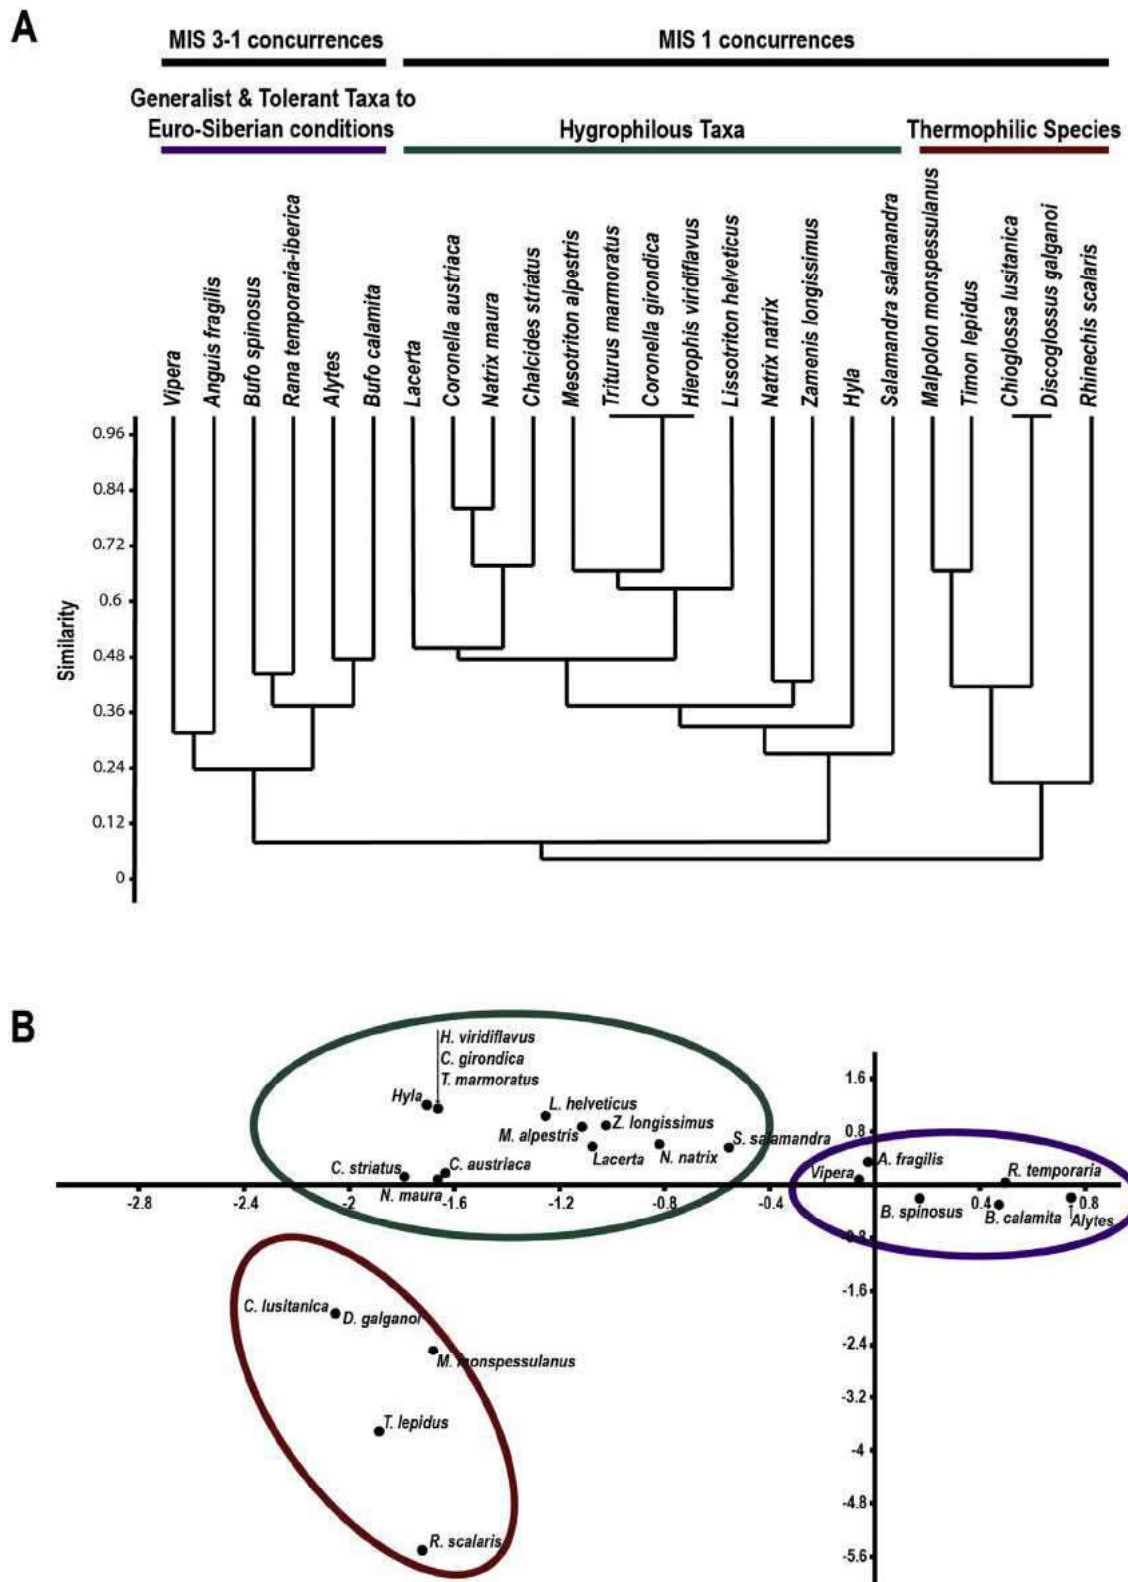 A
MIS 3-1 concurrences
MIS 1 concurrences
Generalist & Tolerant Taxa to
Euro-Siberian conditions
Hygrophilous Taxa
Thermophilic Species
Vipera
Anguis fragilis
Bufo spinosus
Rana temporaria-iberica
Alytes
Bufo calamita
Lacerta
Coronella austriaca
Natrix maura
Chalcides striatus
Mesotriton alpestris
Triturus marmoratus
Coronella girondica
Hierophis viridiflavus
Lissotriton helveticus
Natrix natrix
Zamenis longissimus
Hyla
Salamandra salamandra
Malpolon monspessulanus
Timon lepidus
Chioglossa lusitanica
Discoglossus galganoi
Rhinechis scalaris
0.96
0.84
0.72
0.6
0.48
0.36
0.24
0.12
0
Similarity
B
H. viridiflavus
C. girondica
T. marmoratus
Hyla
L. helveticus
Z. longissimus
M. alpestris
Lacerta
N. natrix
S. salamandra
C. striatus
C. austriaca
N. maura
Vipera
A. fragilis
R. temporaria
B. spinosus
B. calamita
Alytes
-2.8
-2.4
-2
-1.6
-1.2
-0.8
-0.4
0.4
0.8
1.6
0.8
-0.8
-1.6
-2.4
-3.2
-4
-4.8
-5.6
C. lusitanica
D. galganoi
M. monspessulanus
T. lepidus
R. scalaris